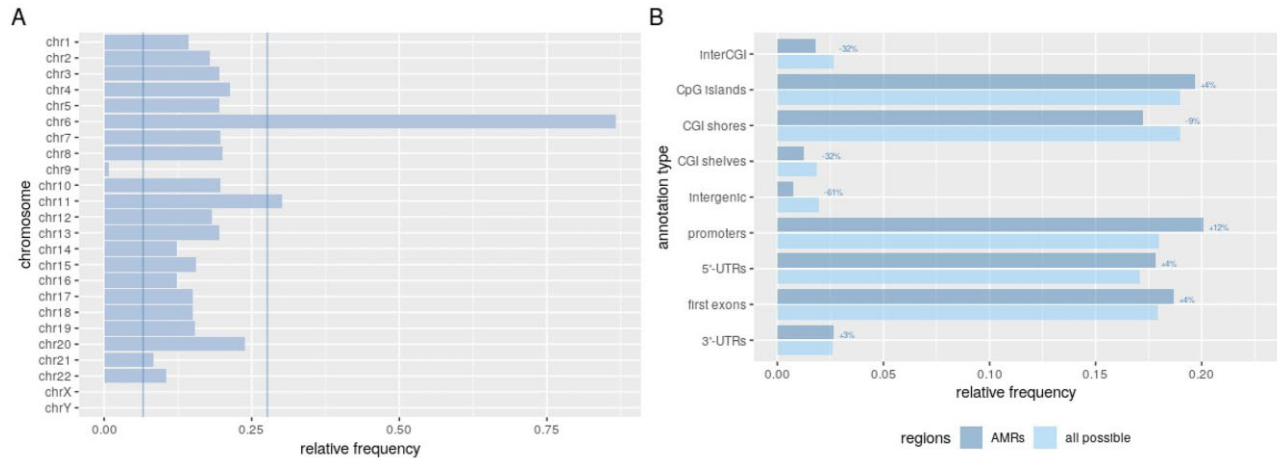 A
chromosome
chr1
chr2
chr3
chr4
chr5
chr6
chr7
chr8
chr9
chr10
chr11
chr12
chr13
chr14
chr15
chr16
chr17
chr18
chr19
chr20
chr21
chr22
chrX
chrY
0.00 0.25 0.50 0.75
relative frequency
B
annotation type
InterCGI -32%
CpG islands +4%
CGI shores -9%
CGI shelves -32%
Intergenic -61%
promoters +12%
5'-UTRs +4%
first exons +4%
3'-UTRs +3%
0.00 0.05 0.10 0.15 0.20
relative frequency
regions AMRs all possible